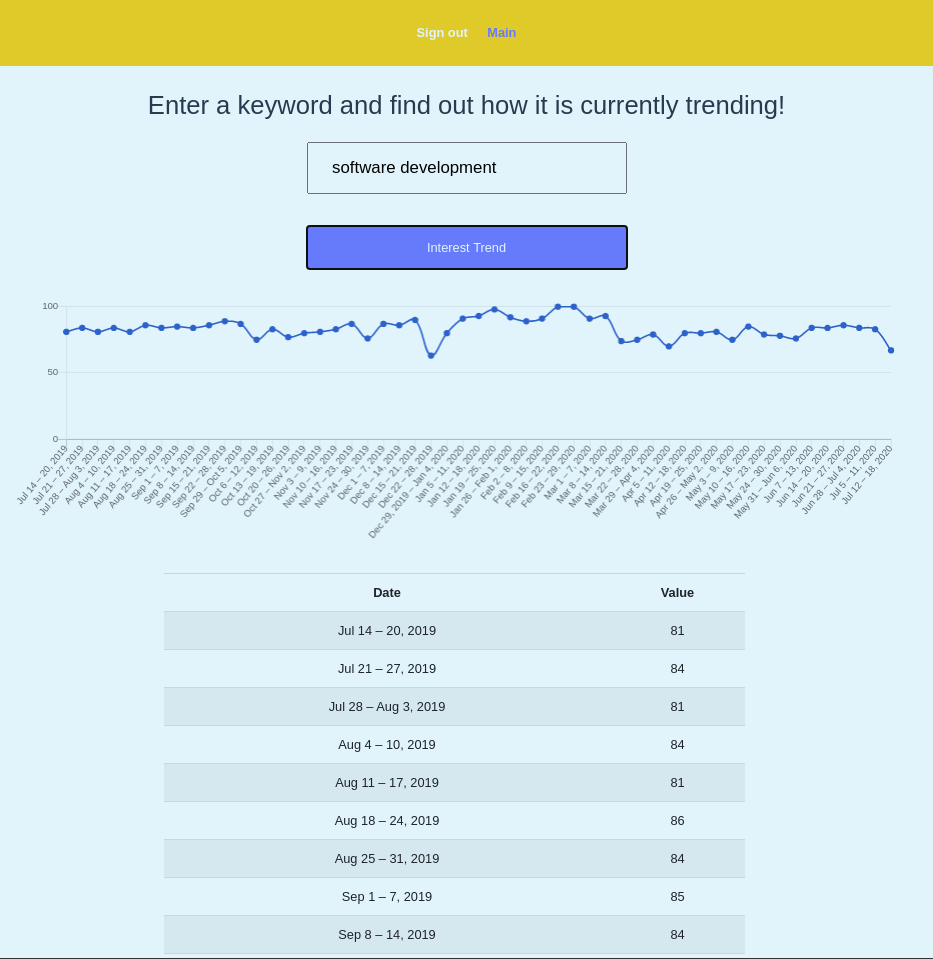 Sign out Main
Enter a keyword and find out how it is currently trending!
software development
Interest Trend
100
50
0
Jul 14 – 20, 2019
Jul 21 – 27, 2019
Jul 28 – Aug 3, 2019
Aug 4 – 10, 2019
Aug 11 – 17, 2019
Aug 18 – 24, 2019
Aug 25 – 31, 2019
Sep 1 – 7, 2019
Sep 8 – 14, 2019
Sep 15 – 21, 2019
Sep 22 – 28, 2019
Sep 29 – Oct 5, 2019
Oct 6 – 12, 2019
Oct 13 – 19, 2019
Oct 20 – 26, 2019
Oct 27 – Nov 2, 2019
Nov 3 – 9, 2019
Nov 10 – 16, 2019
Nov 17 – 23, 2019
Nov 24 – 30, 2019
Dec 1 – 7, 2019
Dec 8 – 14, 2019
Dec 15 – 21, 2019
Dec 22 – 28, 2019
Dec 29, 2019 – Jan 4, 2020
Jan 5 – 11, 2020
Jan 12 – 18, 2020
Jan 19 – 25, 2020
Jan 26 – Feb 1, 2020
Feb 2 – 8, 2020
Feb 9 – 15, 2020
Feb 16 – 22, 2020
Feb 23 – 29, 2020
Mar 1 – 7, 2020
Mar 8 – 14, 2020
Mar 15 – 21, 2020
Mar 22 – 28, 2020
Mar 29 – Apr 4, 2020
Apr 5 – 11, 2020
Apr 12 – 18, 2020
Apr 19 – 25, 2020
Apr 26 – May 2, 2020
May 3 – 9, 2020
May 10 – 16, 2020
May 17 – 23, 2020
May 24 – 30, 2020
May 31 – Jun 6, 2020
Jun 7 – 13, 2020
Jun 14 – 20, 2020
Jun 21 – 27, 2020
Jun 28 – Jul 4, 2020
Jul 5 – 11, 2020
Jul 12 – 18, 2020
Date Value
Jul 14 – 20, 2019 81
Jul 21 – 27, 2019 84
Jul 28 – Aug 3, 2019 81
Aug 4 – 10, 2019 84
Aug 11 – 17, 2019 81
Aug 18 – 24, 2019 86
Aug 25 – 31, 2019 84
Sep 1 – 7, 2019 85
Sep 8 – 14, 2019 84